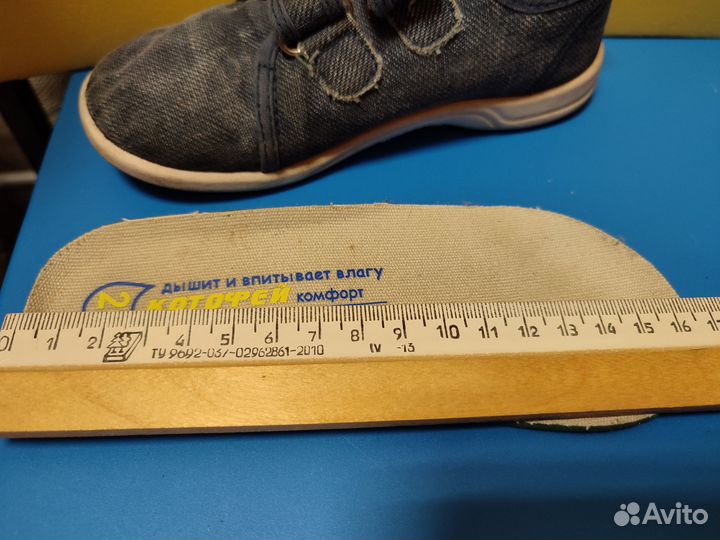 дышит и впитывает влагу
2 КОТОФЕЙ комфорт
0 1 2 3 4 5 6 7 8 9 10 11 12 13 14 15 16 17
ТУ 9692-037-02962861-2010 IV -13
Avito